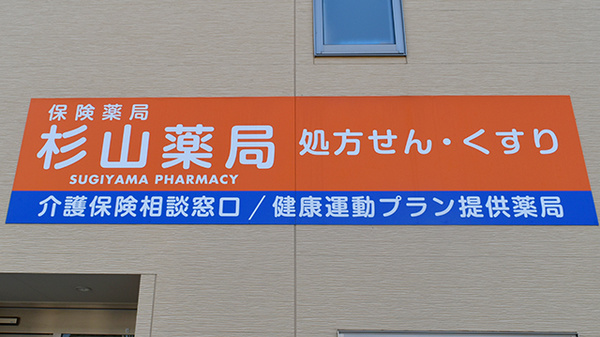 保険薬局
杉山薬局
SUGIYAMA PHARMACY
処方せん・くすり
介護保険相談窓口/健康運動プラン提供薬局